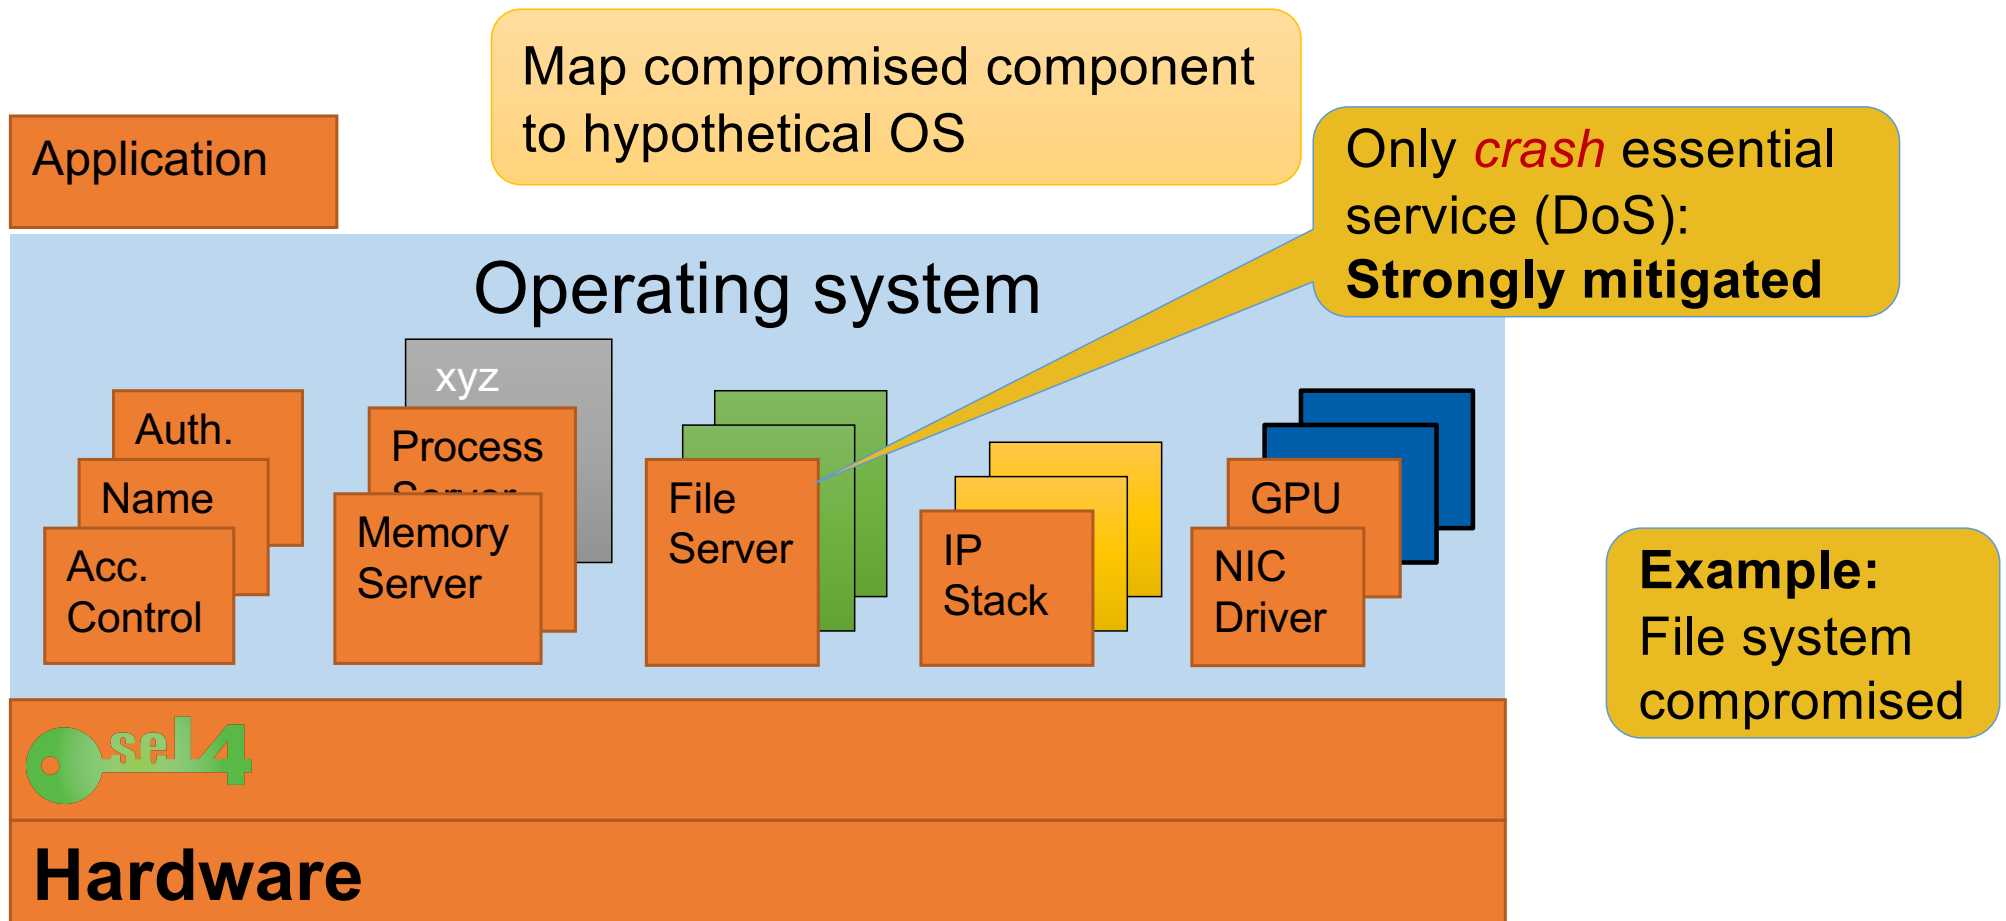 Map compromised component
to hypothetical OS
Application
Only crash essential
service (DoS):
Strongly mitigated
Operating system
xyz
Auth.
Process
Server
Name
File
Server
GPU
Memory
Server
IP
Stack
NIC
Driver
Acc.
Control
Example:
File system
compromised
seL4
Hardware